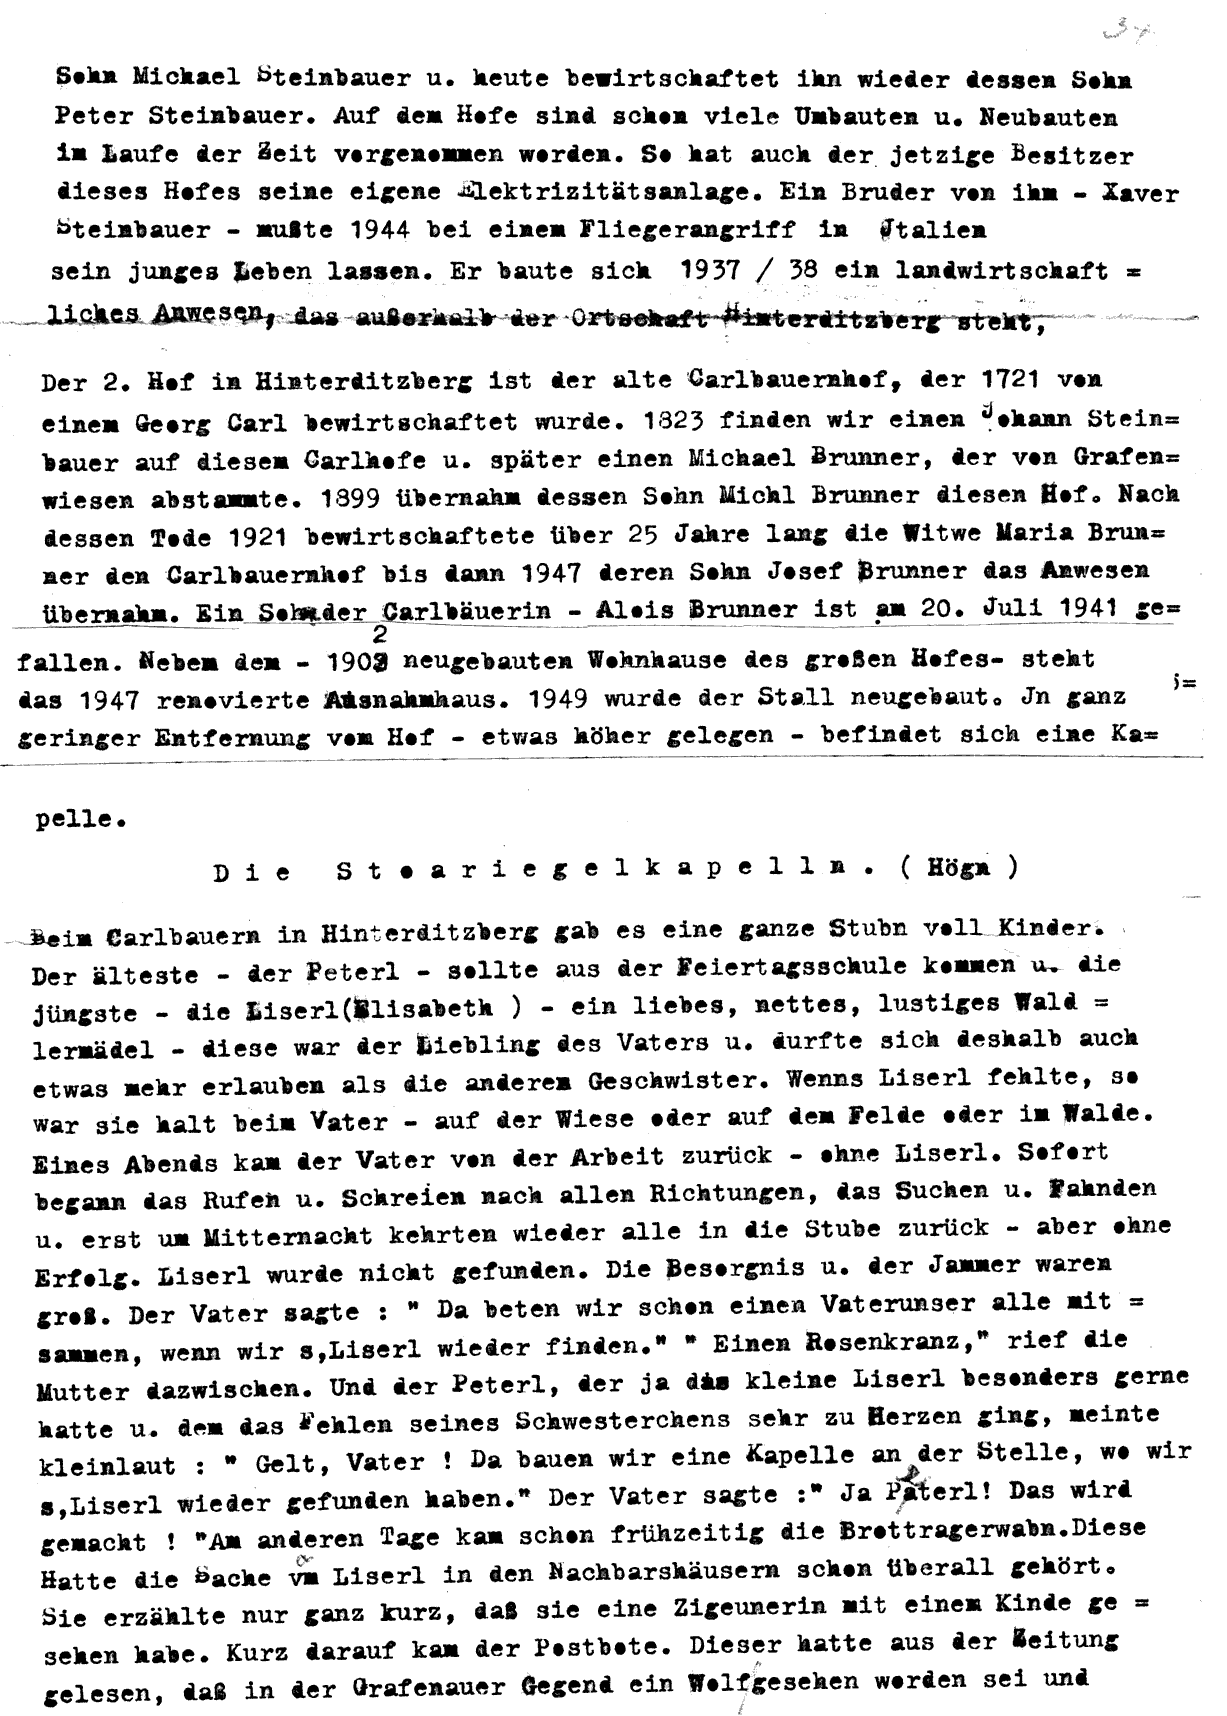 34
Sohn Michael Steinbauer u. heute bewirtschaftet ihn wieder dessen Sohn
Peter Steinbauer. Auf dem Hofe sind schon viele Umbauten u. Neubauten
im Laufe der Zeit vorgenommen worden. So hat auch der jetzige Besitzer
dieses Hofes seine eigene Elektrizitätsanlage. Ein Bruder von ihm - Xaver
Steinbauer - mußte 1944 bei einem Fliegerangriff in Jtalien
sein junges Leben lassen. Er baute sich 1937 / 38 ein landwirtschaft =
liches Anwesen, das außerhalb der Ortschaft Hinterditzberg steht,
Der 2. Hof in Hinterditzberg ist der alte Carlbauernhof, der 1721 von
einem Georg Carl bewirtschaftet wurde. 1823 finden wir einen Johann Stein=
bauer auf diesem Carlhofe u. später einen Michael Brunner, der von Grafen=
wiesen abstammte. 1899 übernahm dessen Sohn Michl Brunner diesen Hof. Nach
dessen Tode 1921 bewirtschaftete über 25 Jahre lang die Witwe Maria Brun=
ner den Carlbauernhof bis dann 1947 deren Sohn Josef Brunner das Anwesen
übernahm. Ein Sohn der Carlbäuerin - Alois Brunner ist am 20. Juli 1941 ge=
fallen. Neben dem - 1902 neugebauten Wohnhause des großen Hofes- steht
das 1947 renovierte Ausnahmhaus. 1949 wurde der Stall neugebaut. Jn ganz
geringer Entfernung vom Hof - etwas höher gelegen - befindet sich eine Ka=
pelle.
Die Stoariegelkapelln. ( Högn )
Beim Carlbauern in Hinterditzberg gab es eine ganze Stubn voll Kinder.
Der älteste - der Peterl - sollte aus der Feiertagsschule kommen u. die
jüngste - die Liserl(Elisabeth ) - ein liebes, nettes, lustiges Wald =
lermädel - diese war der Liebling des Vaters u. durfte sich deshalb auch
etwas mehr erlauben als die anderen Geschwister. Wenns Liserl fehlte, so
war sie halt beim Vater - auf der Wiese oder auf dem Felde oder im Walde.
Eines Abends kam der Vater von der Arbeit zurück - ohne Liserl. Sofort
begann das Rufen u. Schreien nach allen Richtungen, das Suchen u. Fahnden
u. erst um Mitternacht kehrten wieder alle in die Stube zurück - aber ohne
Erfolg. Liserl wurde nicht gefunden. Die Besorgnis u. der Jammer waren
groß. Der Vater sagte : " Da beten wir schon einen Vaterunser alle mit =
sammen, wenn wir s,Liserl wieder finden." " Einen Rosenkranz," rief die
Mutter dazwischen. Und der Peterl, der ja das kleine Liserl besonders gerne
hatte u. dem das Fehlen seines Schwesterchens sehr zu Herzen ging, meinte
kleinlaut : " Gelt, Vater ! Da bauen wir eine Kapelle an der Stelle, wo wir
s,Liserl wieder gefunden haben." Der Vater sagte :" Ja Peterl! Das wird
gemacht ! "Am anderen Tage kam schon frühzeitig die Brottragerwabn.Diese
Hatte die Sache vom Liserl in den Nachbarshäusern schon überall gehört.
Sie erzählte nur ganz kurz, daß sie eine Zigeunerin mit einem Kinde ge =
sehen habe. Kurz darauf kam der Postbote. Dieser hatte aus der Zeitung
gelesen, daß in der Grafenauer Gegend ein Wolf gesehen worden sei und